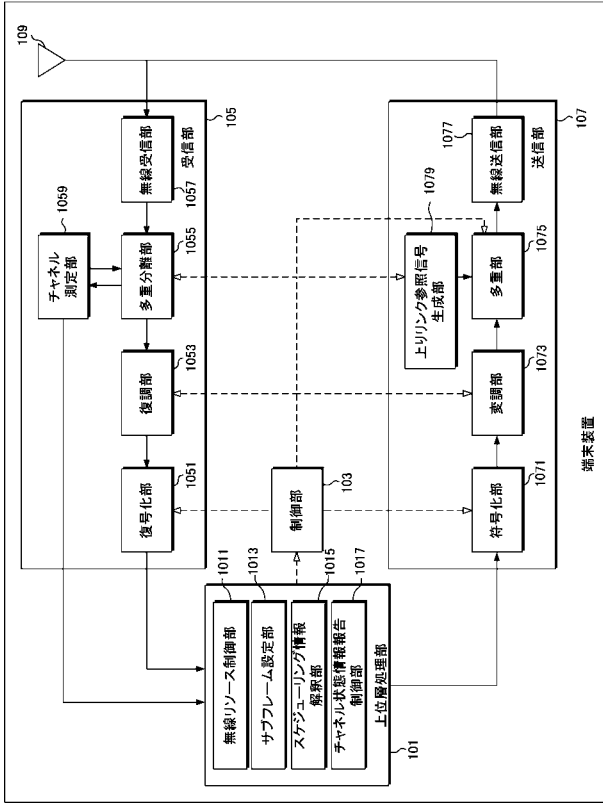 109
105
受信部
無線受信部
1057
1059
チャネル
測定部
多重分離部
1055
復調部
1053
復号化部
1051
107
送信部
無線送信部
1077
1079
上りリンク参照信号
生成部
多重部
1075
変調部
1073
符号化部
1071
制御部
103
無線リソース制御部
1011
サブフレーム設定部
1013
スケジューリング情報
解釈部
1015
チャネル状態情報報告
制御部
1017
上位層処理部
101
端末装置